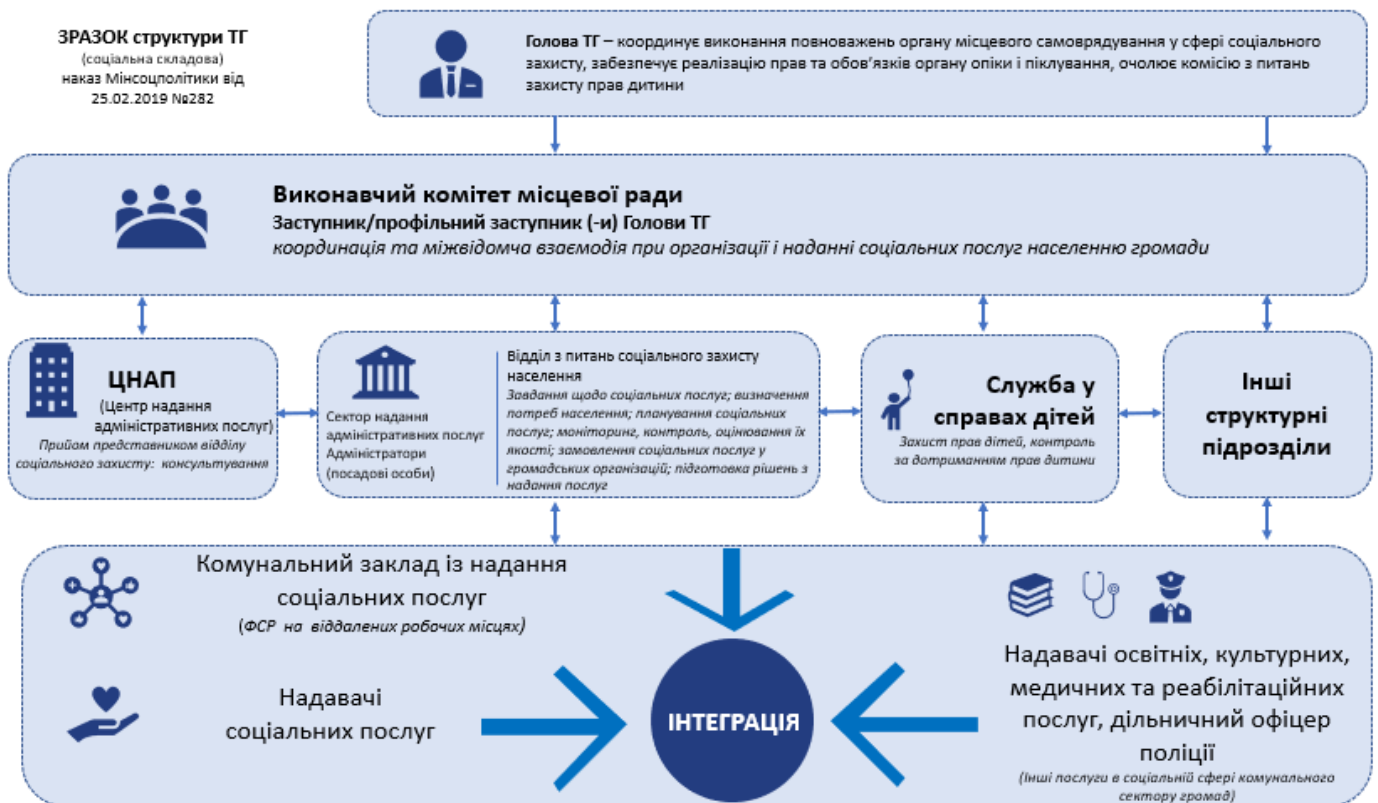 ЗРАЗОК структури ТГ
(соціальна складова)
наказ Мінсоцполітики від
25.02.2019 №282
Голова ТГ – координує виконання повноважень органу місцевого самоврядування у сфері соціального
захисту, забезпечує реалізацію прав та обов’язків органу опіки і піклування, очолює комісію з питань
захисту прав дитини
Виконавчий комітет місцевої ради
Заступник/профільний заступник (-и) Голови ТГ
координація та міжвідомча взаємодія при організації і наданні соціальних послуг населенню громади
ЦНАП
(Центр надання
адміністративних послуг)
Прийом представником відділу
соціального захисту: консультування
Сектор надання
адміністративних послуг
Адміністратори
(посадові особи)
Відділ з питань соціального захисту
населення
Завдання щодо соціальних послуг; визначення
потреб населення; планування соціальних
послуг; моніторинг, контроль, оцінювання їх
якості; замовлення соціальних послуг у
громадських організацій; підготовка рішень з
надання послуг
Служба у
справах дітей
Захист прав дітей, контроль
за дотриманням прав дитини
Інші
структурні
підрозділи
Комунальний заклад із надання
соціальних послуг
(ФСР на віддалених робочих місцях)
Надавачі
соціальних послуг
ІНТЕГРАЦІЯ
Надавачі освітніх, культурних,
медичних та реабілітаційних
послуг, дільничний офіцер
поліції
(Інші послуги в соціальній сфері комунального
сектору громад)